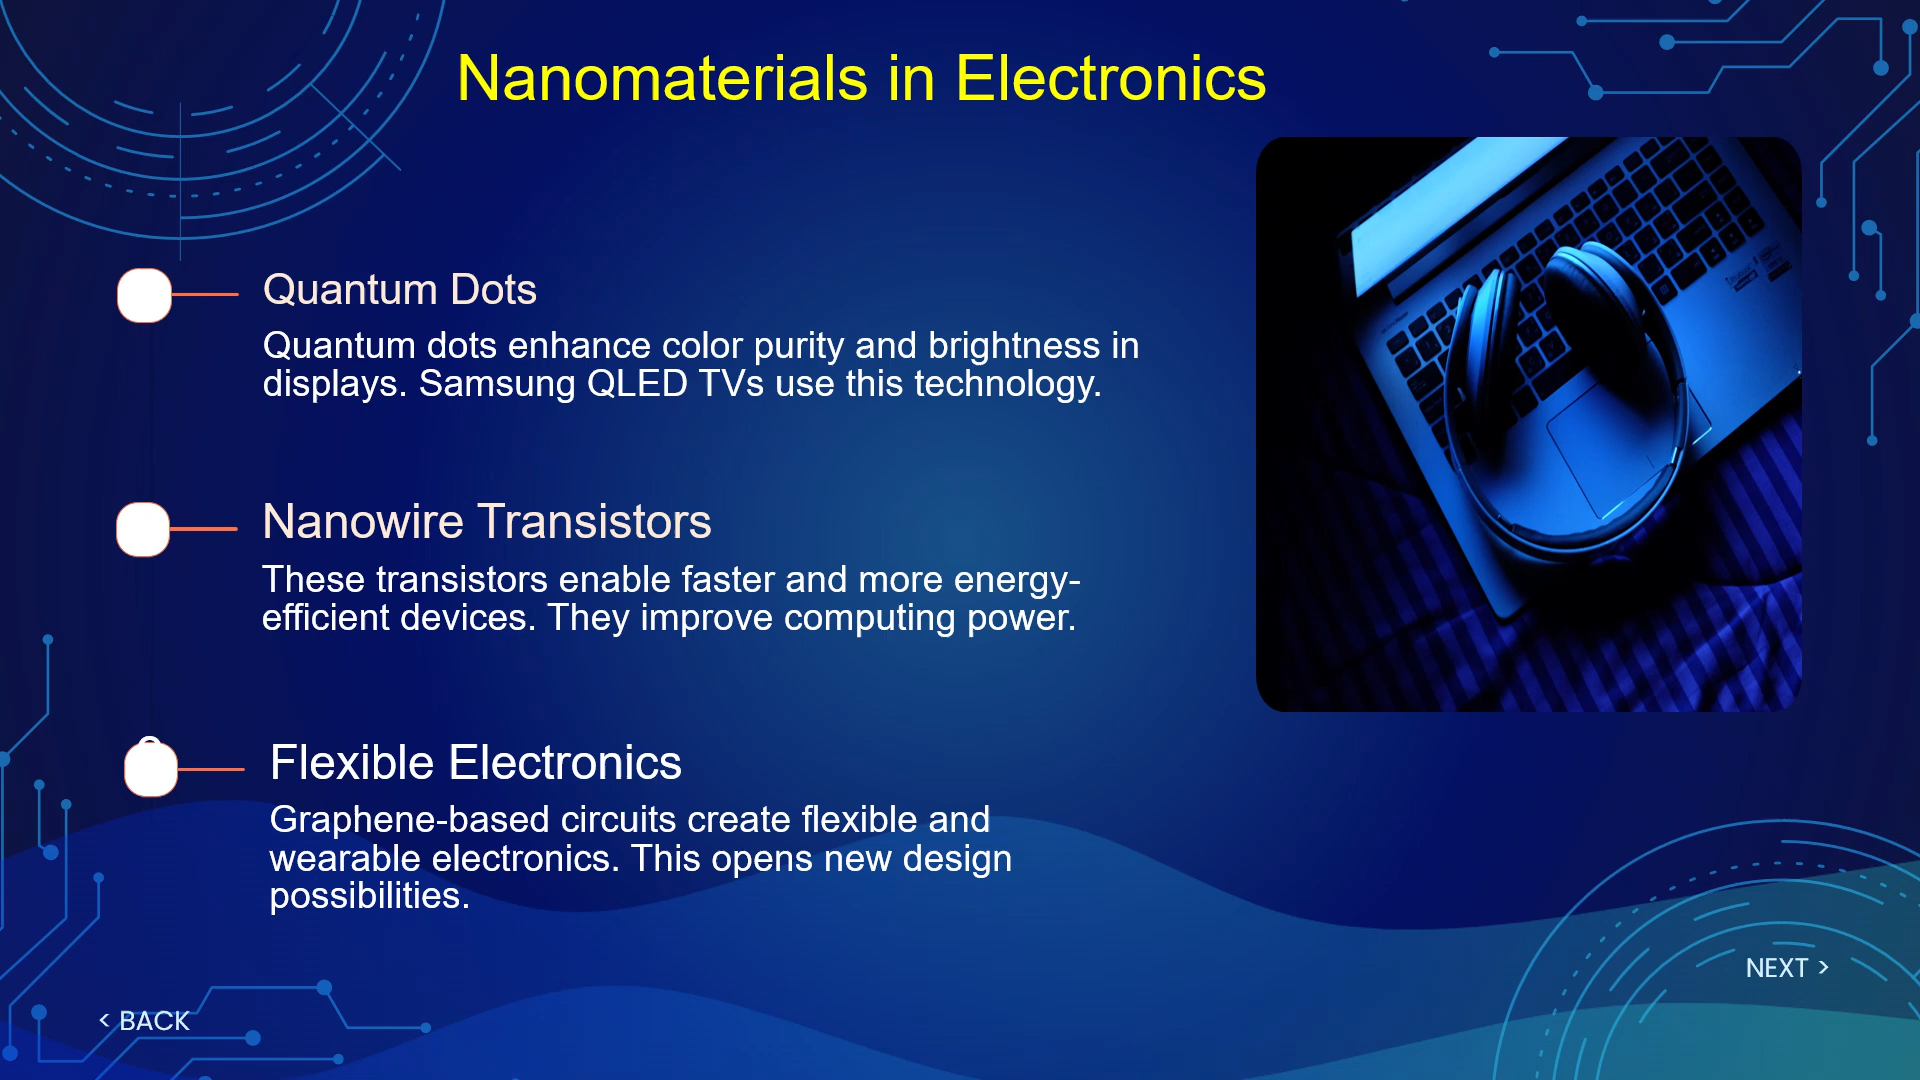 Nanomaterials in Electronics
Quantum Dots
Quantum dots enhance color purity and brightness in
displays. Samsung QLED TVs use this technology.
Nanowire Transistors
These transistors enable faster and more energy-
efficient devices. They improve computing power.
Flexible Electronics
Graphene-based circuits create flexible and
wearable electronics. This opens new design
possibilities.
NEXT >
< BACK